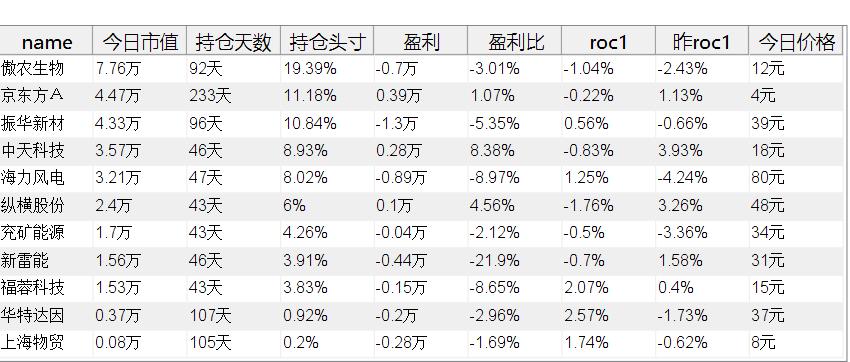 name 今日市值 持仓天数 持仓头寸 盈利 盈利比 roc1 昨roc1 今日价格
傲农生物 7.76万 92天 19.39% -0.7万 -3.01% -1.04% -2.43% 12元
京东方Ａ 4.47万 233天 11.18% 0.39万 1.07% -0.22% 1.13% 4元
振华新材 4.33万 96天 10.84% -1.3万 -5.35% 0.56% -0.66% 39元
中天科技 3.57万 46天 8.93% 0.28万 8.38% -0.83% 3.93% 18元
海力风电 3.21万 47天 8.02% -0.89万 -8.97% 1.25% -4.24% 80元
纵横股份 2.4万 43天 6% 0.1万 4.56% -1.76% 3.26% 48元
兖矿能源 1.7万 43天 4.26% -0.04万 -2.12% -0.5% -3.36% 34元
新雷能 1.56万 46天 3.91% -0.44万 -21.9% -0.7% 1.58% 31元
福蓉科技 1.53万 43天 3.83% -0.15万 -8.65% 2.07% 0.4% 15元
华特达因 0.37万 107天 0.92% -0.2万 -2.96% 2.57% -1.73% 37元
上海物贸 0.08万 105天 0.2% -0.28万 -1.69% 1.74% -0.62% 8元